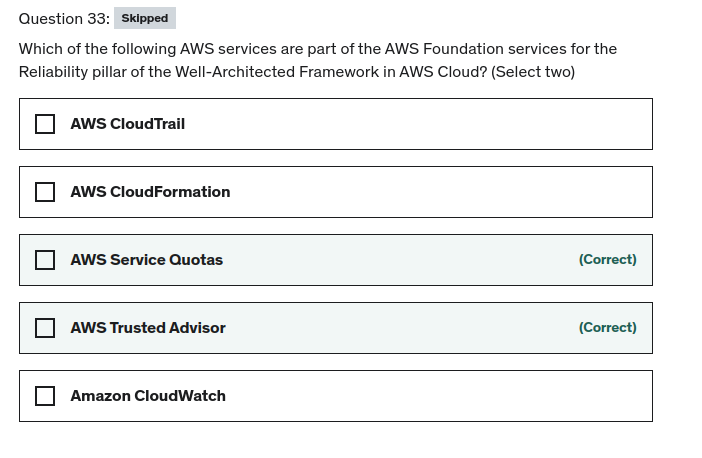 Question 33: Skipped
Which of the following AWS services are part of the AWS Foundation services for the
Reliability pillar of the Well-Architected Framework in AWS Cloud? (Select two)
AWS CloudTrail
AWS CloudFormation
AWS Service Quotas (Correct)
AWS Trusted Advisor (Correct)
Amazon CloudWatch